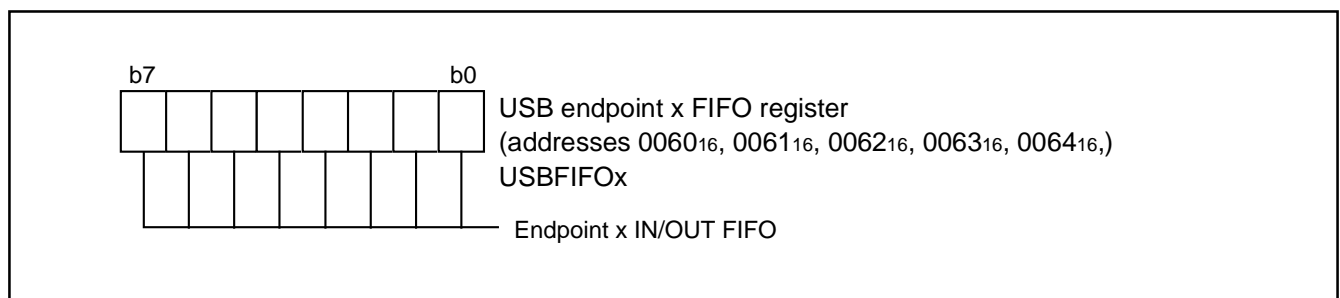 b7 b0
USB endpoint x FIFO register
(addresses 0060₁₆, 0061₁₆, 0062₁₆, 0063₁₆, 0064₁₆,)
USBFIFOx
Endpoint x IN/OUT FIFO